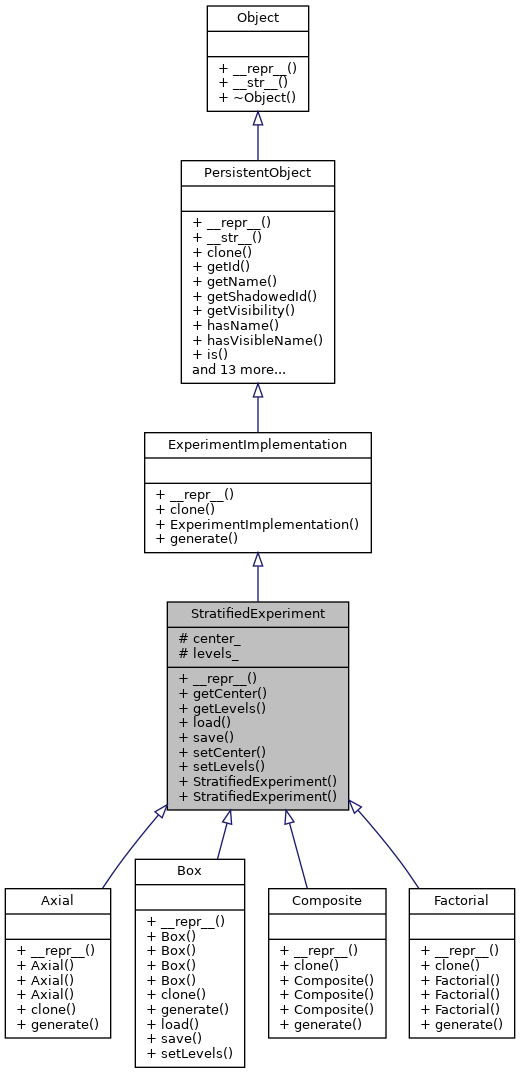 Object
+ __repr__()
+ __str__()
+ ~Object()
PersistentObject
+ __repr__()
+ __str__()
+ clone()
+ getId()
+ getName()
+ getShadowedId()
+ getVisibility()
+ hasName()
+ hasVisibleName()
+ is()
and 13 more...
ExperimentImplementation
+ __repr__()
+ clone()
+ ExperimentImplementation()
+ generate()
StratifiedExperiment
# center_
# levels_
+ __repr__()
+ getCenter()
+ getLevels()
+ load()
+ save()
+ setCenter()
+ setLevels()
+ StratifiedExperiment()
+ StratifiedExperiment()
Axial
+ __repr__()
+ Axial()
+ Axial()
+ Axial()
+ clone()
+ generate()
Box
+ __repr__()
+ Box()
+ Box()
+ Box()
+ Box()
+ clone()
+ generate()
+ load()
+ save()
+ setLevels()
Composite
+ __repr__()
+ clone()
+ Composite()
+ Composite()
+ Composite()
+ generate()
Factorial
+ __repr__()
+ clone()
+ Factorial()
+ Factorial()
+ Factorial()
+ generate()